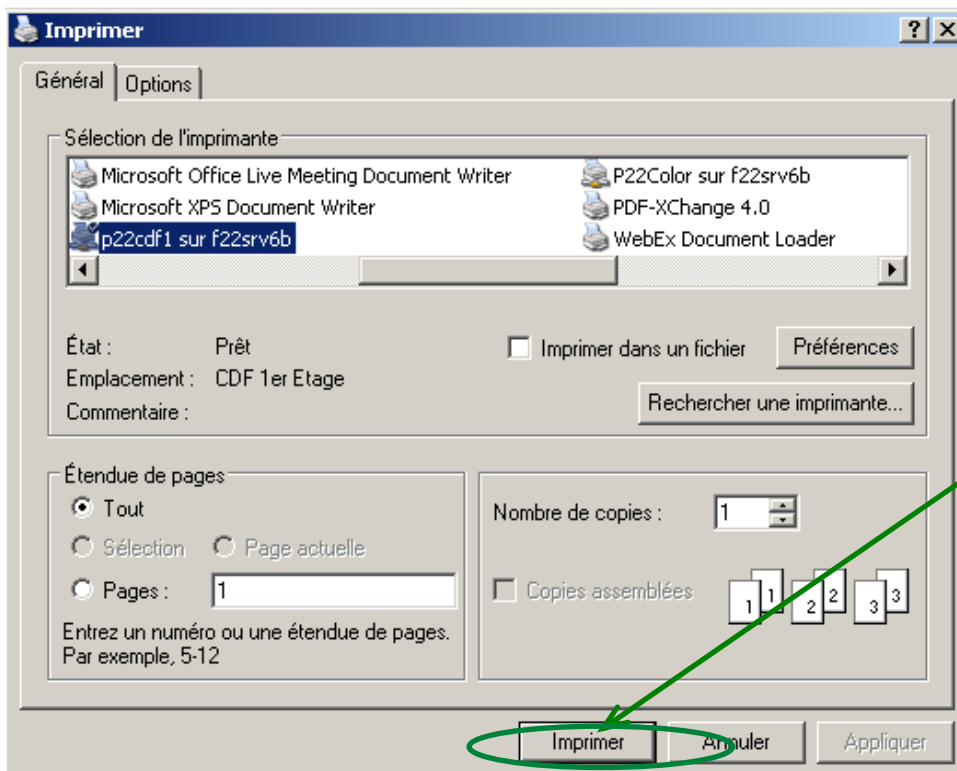 Imprimer
Général
Options
Sélection de l'imprimante
Microsoft Office Live Meeting Document Writer
P22Color sur f22srv6b
Microsoft XPS Document Writer
PDF-XChange 4.0
p22cdf1 sur f22srv6b
WebEx Document Loader
État : Prêt
Imprimer dans un fichier
Préférences
Emplacement : CDF 1er Etage
Commentaire :
Rechercher une imprimante...
Étendue de pages
Tout
Sélection
Page actuelle
Pages : 1
Entrez un numéro ou une étendue de pages.
Par exemple, 5-12
Nombre de copies : 1
Copies assemblées
1 1 2 2 3 3
Imprimer
Annuler
Appliquer